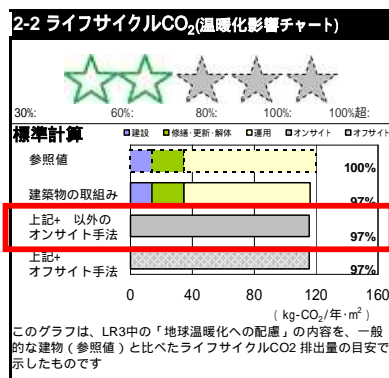 2-2 ライフサイクルCO2(温暖化影響チャート)
30%: 60%: 80%: 100%: 100%超:
標準計算
建設 修繕・更新・解体 運用 オンサイト オフサイト
参照値 100%
建築物の取組み 97%
上記+ 以外の
オンサイト手法 97%
上記+
オフサイト手法 97%
0 40 80 120 160
( kg-CO2/年・m2 )
このグラフは、LR3中の「地球温暖化への配慮」の内容を、一般
的な建物(参照値)と比べたライフサイクルCO2 排出量の目安で
示したものです